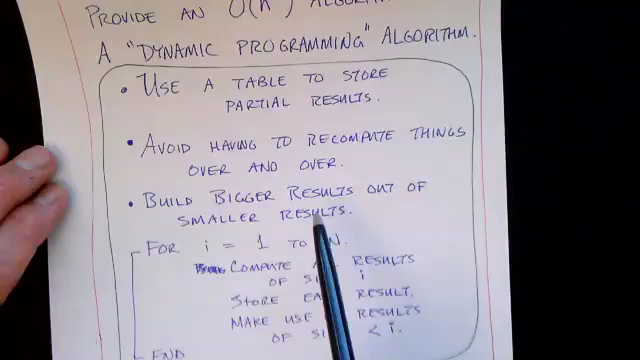 PROVIDE AN O(n ) ALGORITHM
A "DYNAMIC PROGRAMMING" ALGORITHM.
• USE A TABLE TO STORE
PARTIAL RESULTS.
• AVOID HAVING TO RECOMPUTE THINGS
OVER AND OVER.
• BUILD BIGGER RESULTS OUT OF
SMALLER RESULTS.
FOR i = 1 TO N.
COMPUTE RESULTS
OF i
STORE RESULT.
MAKE USE RESULTS
OF < i.
END